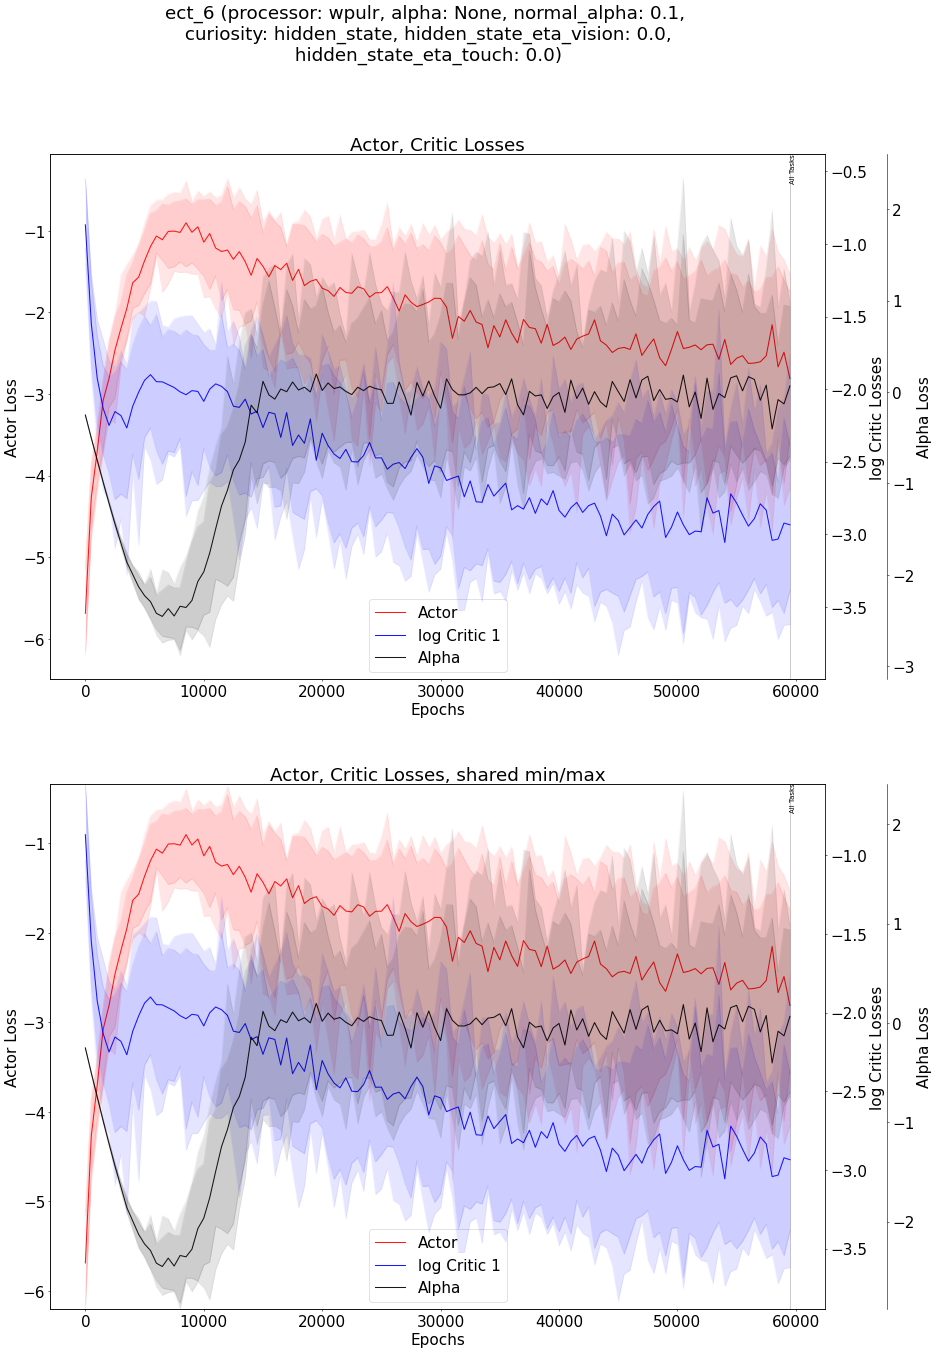 ect_6 (processor: wpulr, alpha: None, normal_alpha: 0.1,
curiosity: hidden_state, hidden_state_eta_vision: 0.0,
hidden_state_eta_touch: 0.0)
Actor, Critic Losses
All Tasks
−1
−2
−3
−4
−5
−6
Actor Loss
−0.5
−1.0
−1.5
−2.0
−2.5
−3.0
−3.5
log Critic Losses
2
1
0
−1
−2
−3
Alpha Loss
Actor
log Critic 1
Alpha
0 10000 20000 30000 40000 50000 60000
Epochs
Actor, Critic Losses, shared min/max
All Tasks
−1
−2
−3
−4
−5
−6
Actor Loss
−1.0
−1.5
−2.0
−2.5
−3.0
−3.5
log Critic Losses
2
1
0
−1
−2
Alpha Loss
Actor
log Critic 1
Alpha
0 10000 20000 30000 40000 50000 60000
Epochs